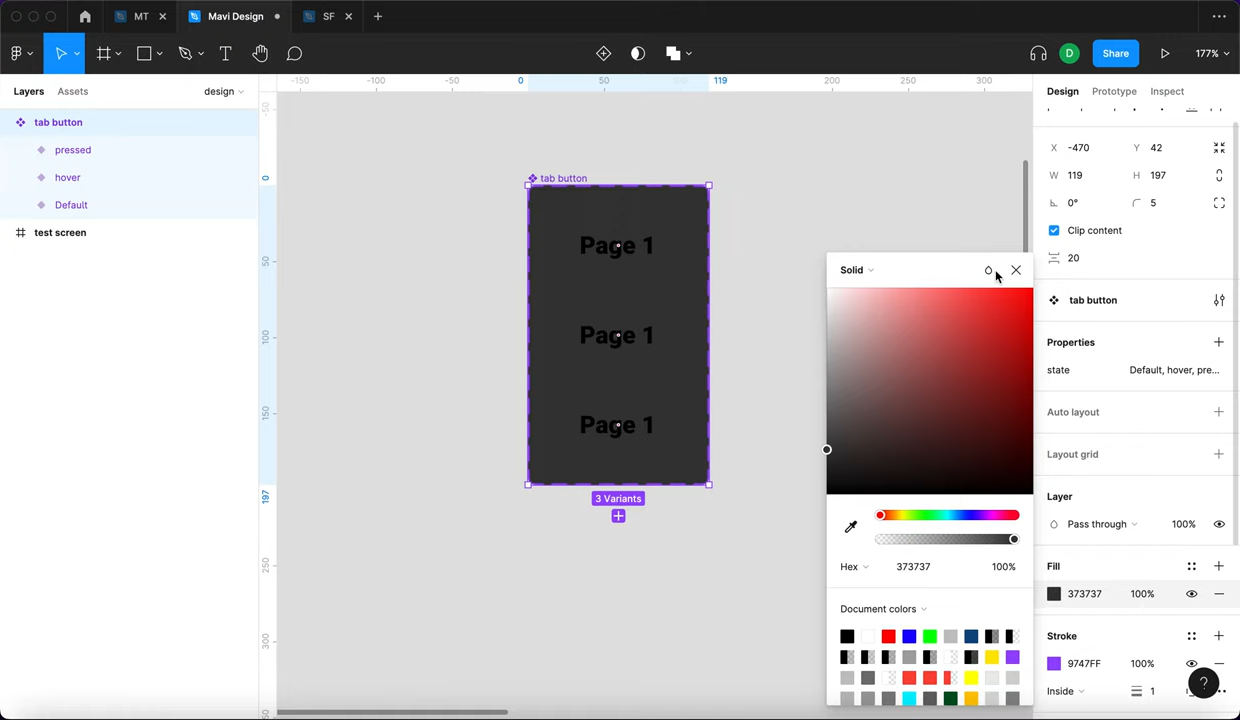 MT
Mavi Design
SF
Share
177%
Layers
Assets
design
-150
-100
-50
0
50
119
200
250
300
Design
Prototype
Inspect
tab button
pressed
hover
Default
test screen
-50
0
50
100
150
197
250
300
tab button
Page 1
Page 1
Page 1
3 Variants
Solid
Hex
373737
100%
Document colors
X
-470
Y
42
W
119
H
197
0°
5
Clip content
20
tab button
Properties
state
Default, hover, pre...
Auto layout
Layout grid
Layer
Pass through
100%
Fill
373737
100%
Stroke
9747FF
100%
Inside
1
?
D